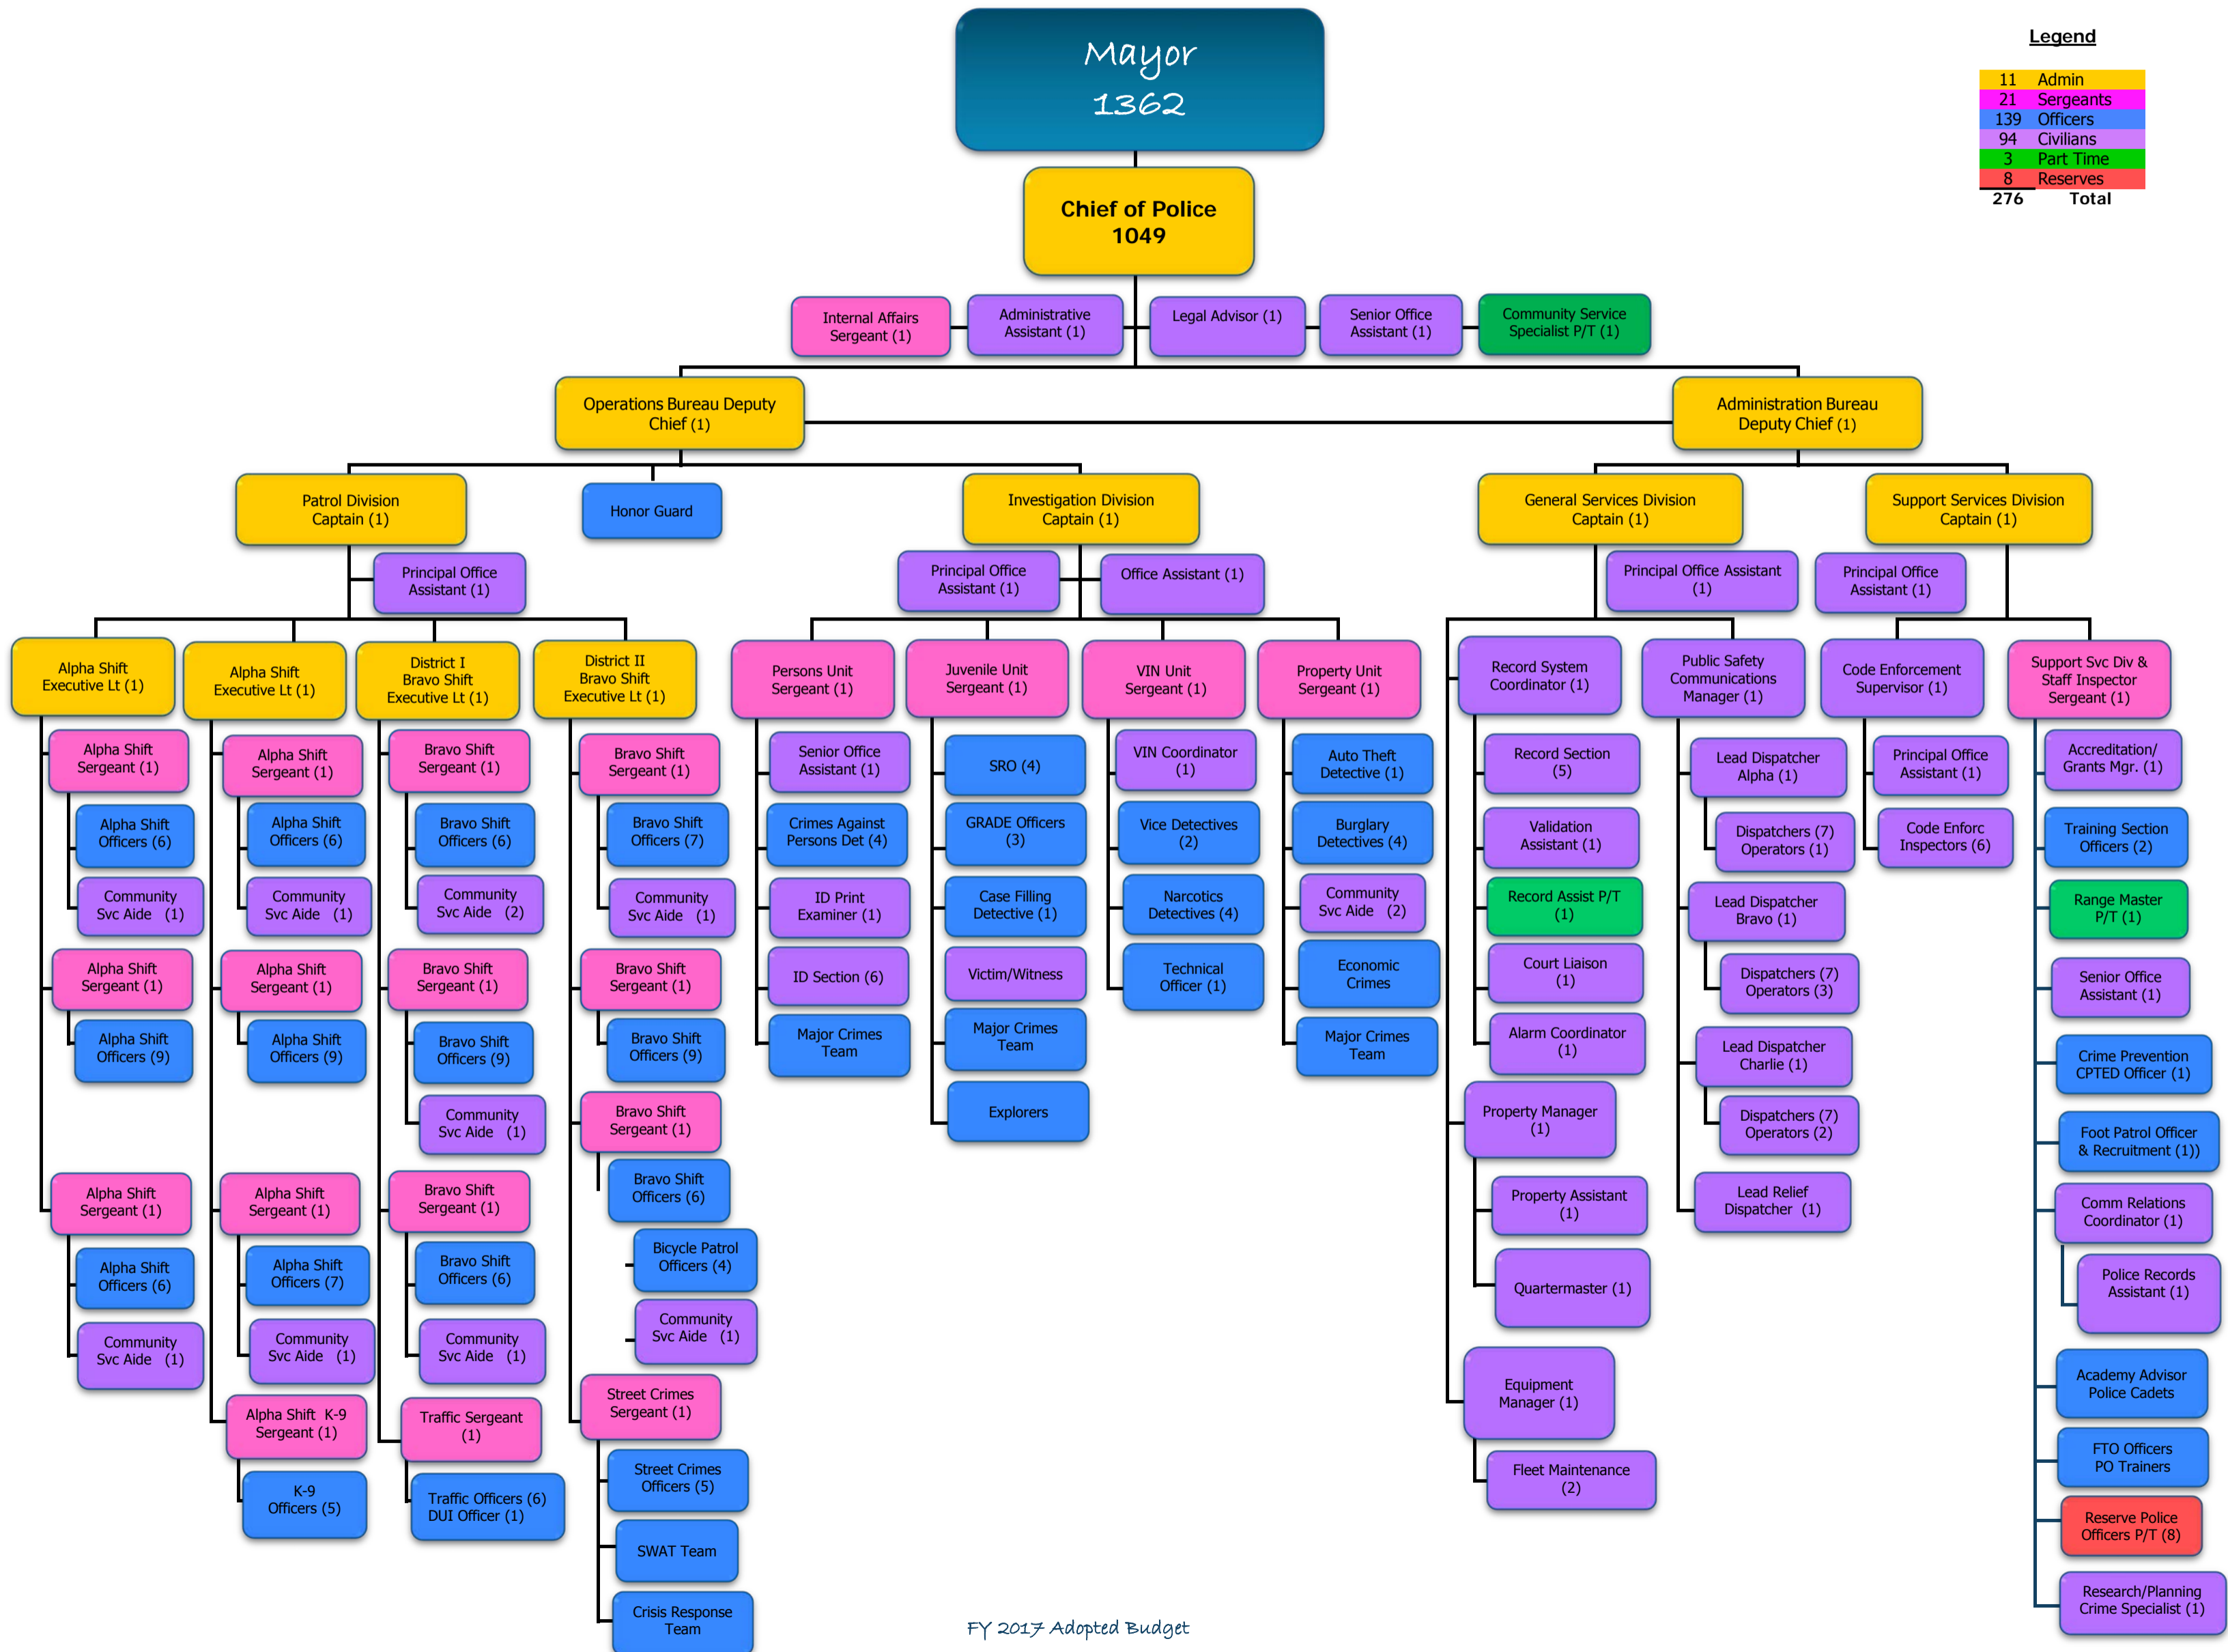 Mayor
1362
Legend
11 Admin
21 Sergeants
139 Officers
94 Civilians
3 Part Time
8 Reserves
276 Total
Chief of Police
1049
Internal Affairs
Sergeant (1)
Administrative
Assistant (1)
Legal Advisor (1)
Senior Office
Assistant (1)
Community Service
Specialist P/T (1)
Operations Bureau Deputy
Chief (1)
Administration Bureau
Deputy Chief (1)
Patrol Division
Captain (1)
Honor Guard
Investigation Division
Captain (1)
General Services Division
Captain (1)
Support Services Division
Captain (1)
Principal Office
Assistant (1)
Principal Office
Assistant (1)
Office Assistant (1)
Principal Office Assistant
(1)
Principal Office
Assistant (1)
Alpha Shift
Executive Lt (1)
Alpha Shift
Sergeant (1)
Alpha Shift
Officers (6)
Community
Svc Aide (1)
Alpha Shift
Sergeant (1)
Alpha Shift
Officers (9)
Alpha Shift
Sergeant (1)
Alpha Shift
Officers (6)
Community
Svc Aide (1)
Alpha Shift
Executive Lt (1)
Alpha Shift
Sergeant (1)
Alpha Shift
Officers (6)
Community
Svc Aide (1)
Alpha Shift
Sergeant (1)
Alpha Shift
Officers (9)
Alpha Shift
Sergeant (1)
Alpha Shift
Officers (7)
Community
Svc Aide (1)
Alpha Shift K-9
Sergeant (1)
K-9
Officers (5)
District I
Bravo Shift
Executive Lt (1)
Bravo Shift
Sergeant (1)
Bravo Shift
Officers (6)
Community
Svc Aide (2)
Bravo Shift
Sergeant (1)
Bravo Shift
Officers (9)
Community
Svc Aide (1)
Bravo Shift
Sergeant (1)
Bravo Shift
Officers (6)
Community
Svc Aide (1)
Traffic Sergeant
(1)
Traffic Officers (6)
DUI Officer (1)
District II
Bravo Shift
Executive Lt (1)
Bravo Shift
Sergeant (1)
Bravo Shift
Officers (7)
Community
Svc Aide (1)
Bravo Shift
Sergeant (1)
Bravo Shift
Officers (9)
Bravo Shift
Sergeant (1)
Bravo Shift
Officers (6)
Bicycle Patrol
Officers (4)
Community
Svc Aide (1)
Street Crimes
Sergeant (1)
Street Crimes
Officers (5)
SWAT Team
Crisis Response
Team
Persons Unit
Sergeant (1)
Senior Office
Assistant (1)
Crimes Against
Persons Det (4)
ID Print
Examiner (1)
ID Section (6)
Major Crimes
Team
Juvenile Unit
Sergeant (1)
SRO (4)
GRADE Officers
(3)
Case Filling
Detective (1)
Victim/Witness
Major Crimes
Team
Explorers
VIN Unit
Sergeant (1)
VIN Coordinator
(1)
Vice Detectives
(2)
Narcotics
Detectives (4)
Technical
Officer (1)
Property Unit
Sergeant (1)
Auto Theft
Detective (1)
Burglary
Detectives (4)
Community
Svc Aide (2)
Economic
Crimes
Major Crimes
Team
Record System
Coordinator (1)
Record Section
(5)
Validation
Assistant (1)
Record Assist P/T
(1)
Court Liaison
(1)
Alarm Coordinator
(1)
Property Manager
(1)
Property Assistant
(1)
Quartermaster (1)
Equipment
Manager (1)
Fleet Maintenance
(2)
Public Safety
Communications
Manager (1)
Lead Dispatcher
Alpha (1)
Dispatchers (7)
Operators (1)
Lead Dispatcher
Bravo (1)
Dispatchers (7)
Operators (3)
Lead Dispatcher
Charlie (1)
Dispatchers (7)
Operators (2)
Lead Relief
Dispatcher (1)
Code Enforcement
Supervisor (1)
Principal Office
Assistant (1)
Code Enforc
Inspectors (6)
Support Svc Div &
Staff Inspector
Sergeant (1)
Accreditation/
Grants Mgr. (1)
Training Section
Officers (2)
Range Master
P/T (1)
Senior Office
Assistant (1)
Crime Prevention
CPTED Officer (1)
Foot Patrol Officer
& Recruitment (1))
Comm Relations
Coordinator (1)
Police Records
Assistant (1)
Academy Advisor
Police Cadets
FTO Officers
PO Trainers
Reserve Police
Officers P/T (8)
Research/Planning
Crime Specialist (1)
FY 2017 Adopted Budget